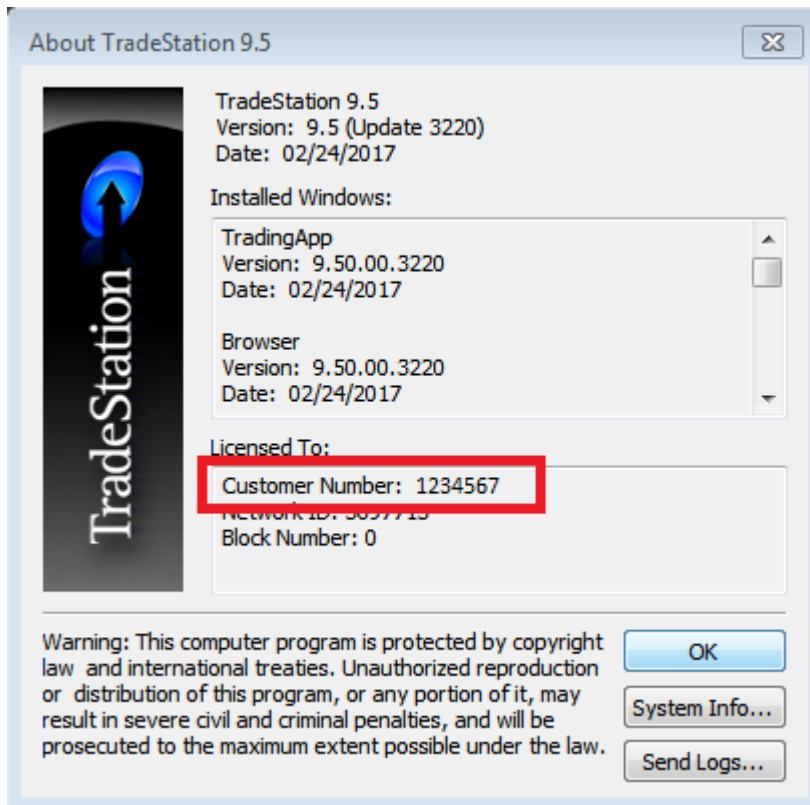 About TradeStation 9.5
TradeStation
TradeStation 9.5
Version: 9.5 (Update 3220)
Date: 02/24/2017
Installed Windows:
TradingApp
Version: 9.50.00.3220
Date: 02/24/2017
Browser
Version: 9.50.00.3220
Date: 02/24/2017
Licensed To:
Customer Number: 1234567
Network ID:
Block Number: 0
Warning: This computer program is protected by copyright
law and international treaties. Unauthorized reproduction
or distribution of this program, or any portion of it, may
result in severe civil and criminal penalties, and will be
prosecuted to the maximum extent possible under the law.
OK
System Info...
Send Logs...